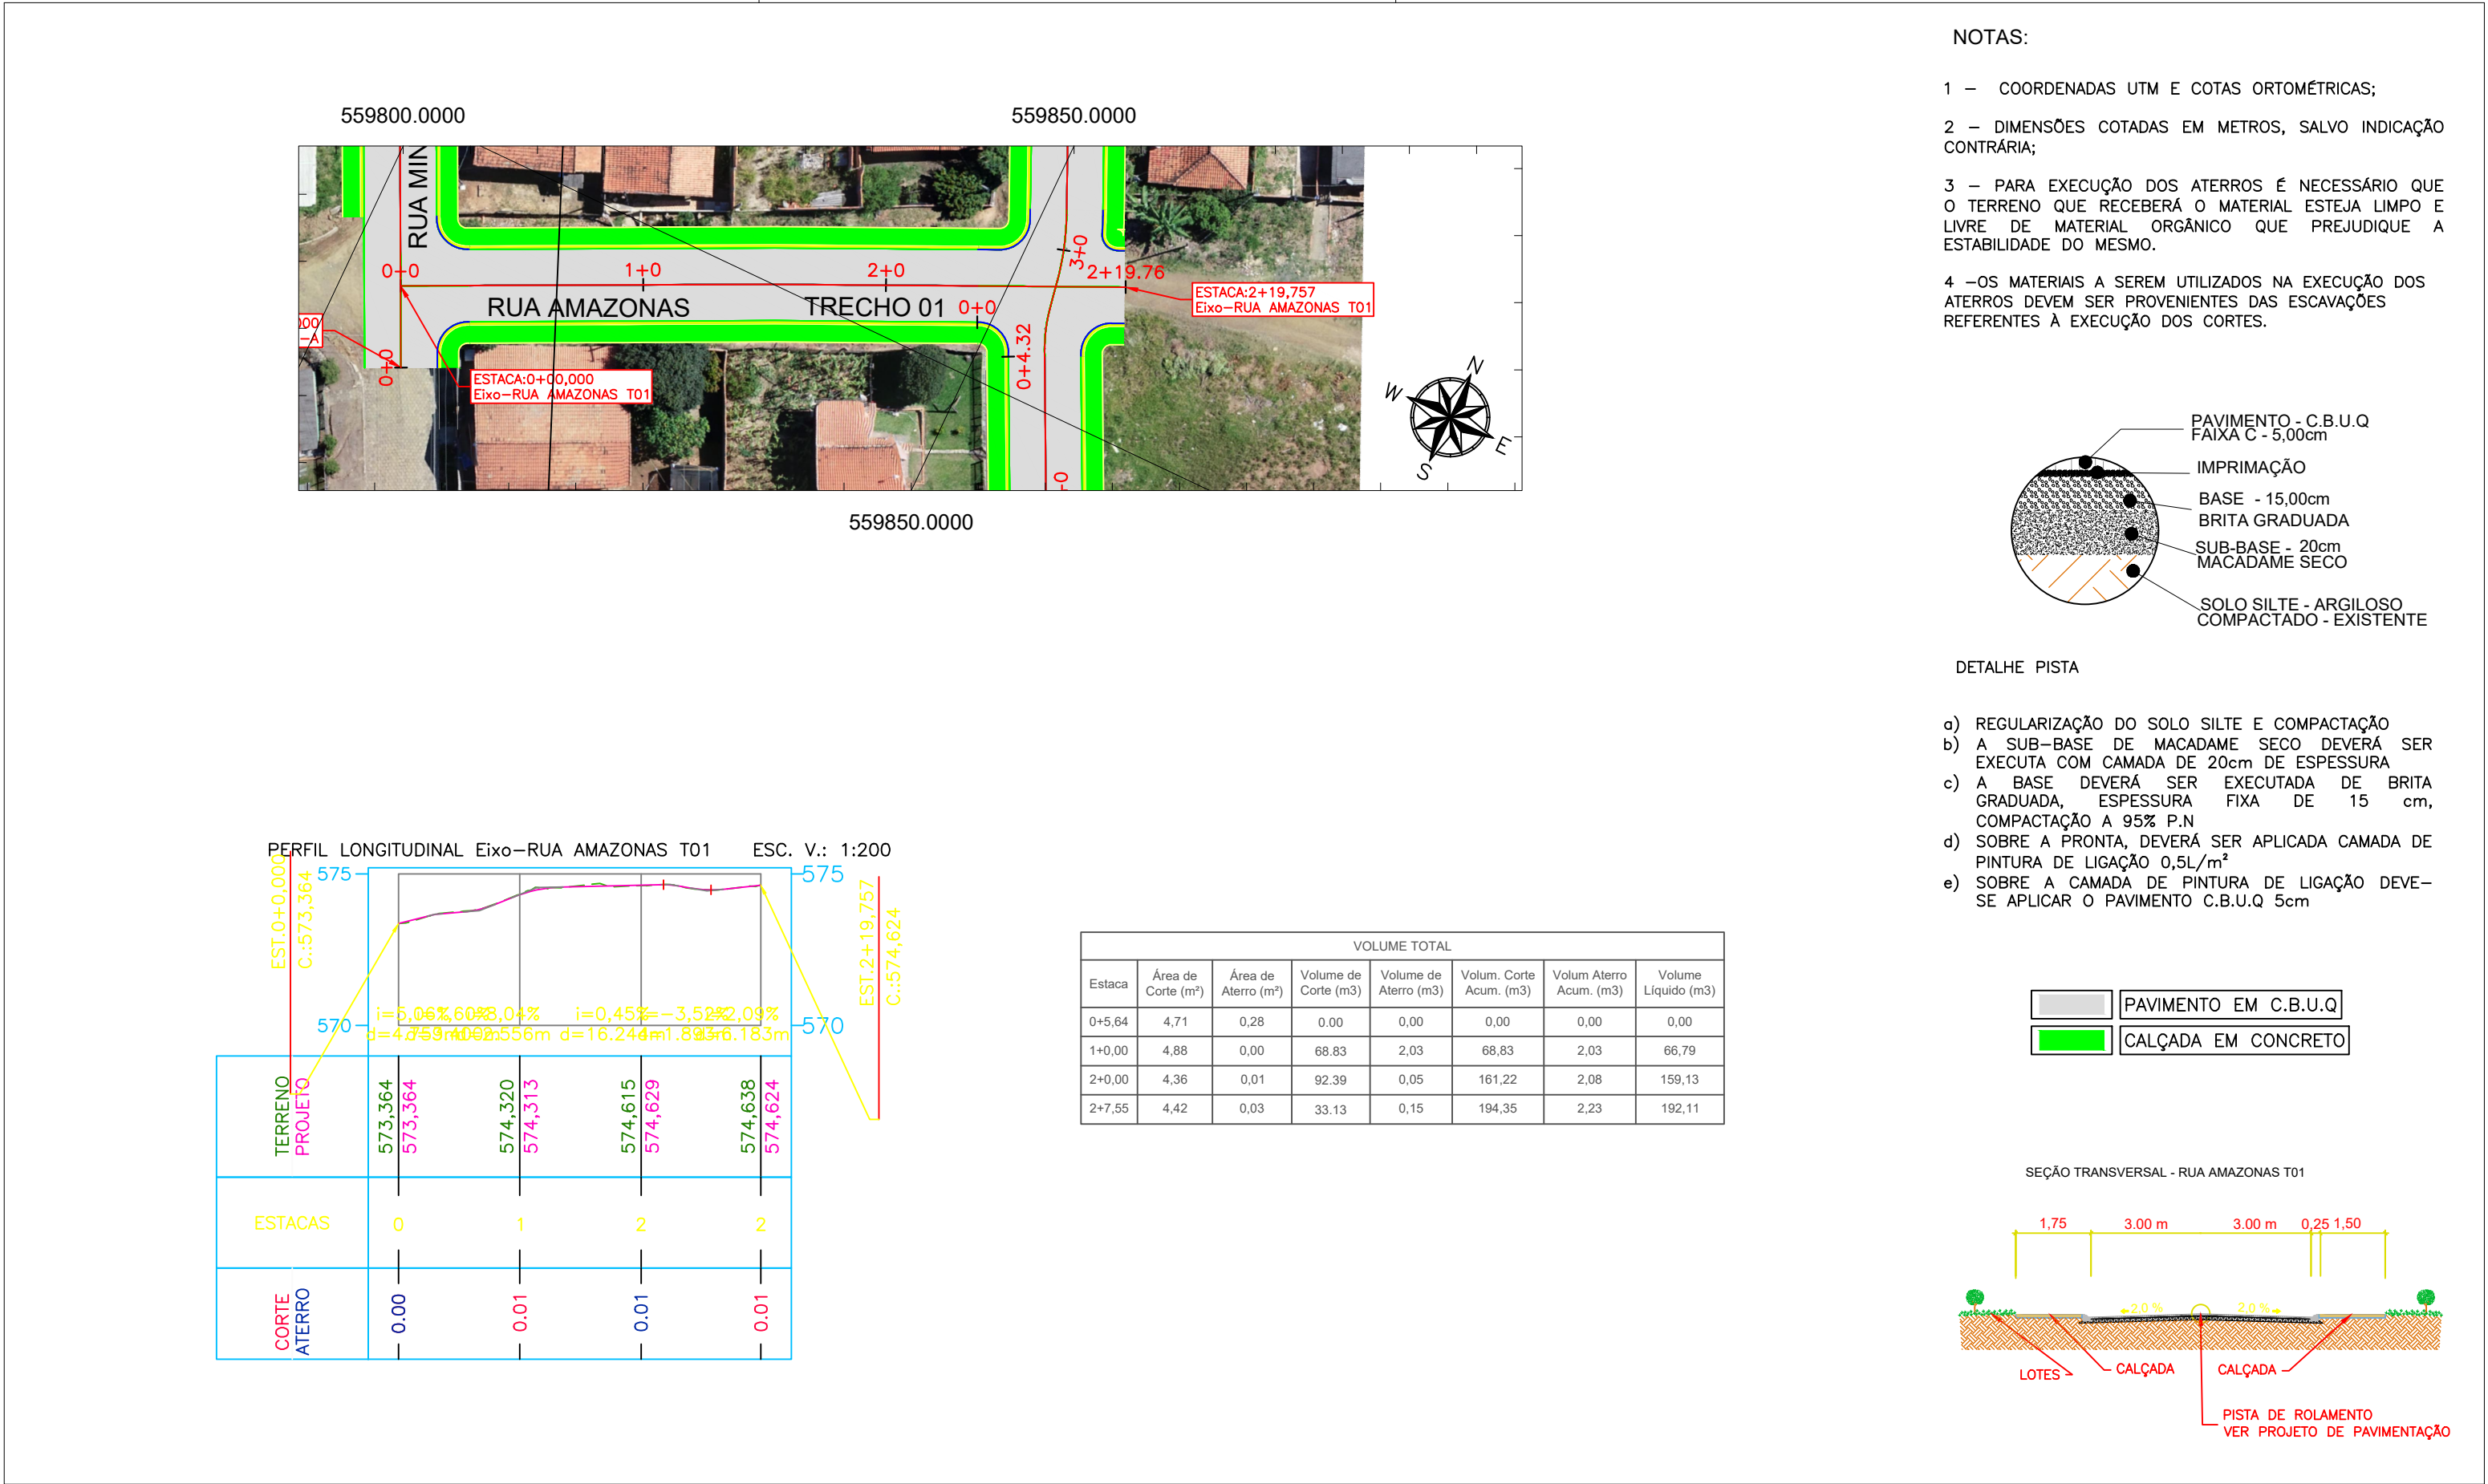 559800.0000
559850.0000
RUA MIN
0+0
1+0
2+0
3+0
2+19.76
RUA AMAZONAS
TRECHO 01
0+0
ESTACA:2+19,757
Eixo-RUA AMAZONAS T01
-A
0+0
0+4.32
ESTACA:0+00,000
Eixo-RUA AMAZONAS T01
N
W
E
S
559850.0000
NOTAS:
1 - COORDENADAS UTM E COTAS ORTOMÉTRICAS;
2 - DIMENSÕES COTADAS EM METROS, SALVO INDICAÇÃO
CONTRÁRIA;
3 - PARA EXECUÇÃO DOS ATERROS É NECESSÁRIO QUE
O TERRENO QUE RECEBERÁ O MATERIAL ESTEJA LIMPO E
LIVRE DE MATERIAL ORGÂNICO QUE PREJUDIQUE A
ESTABILIDADE DO MESMO.
4 -OS MATERIAIS A SEREM UTILIZADOS NA EXECUÇÃO DOS
ATERROS DEVEM SER PROVENIENTES DAS ESCAVAÇÕES
REFERENTES À EXECUÇÃO DOS CORTES.
PAVIMENTO - C.B.U.Q
FAIXA C - 5,00cm
IMPRIMAÇÃO
BASE - 15,00cm
BRITA GRADUADA
SUB-BASE - 20cm
MACADAME SECO
SOLO SILTE - ARGILOSO
COMPACTADO - EXISTENTE
DETALHE PISTA
a) REGULARIZAÇÃO DO SOLO SILTE E COMPACTAÇÃO
b) A SUB-BASE DE MACADAME SECO DEVERÁ SER
EXECUTA COM CAMADA DE 20cm DE ESPESSURA
c) A BASE DEVERÁ SER EXECUTADA DE BRITA
GRADUADA, ESPESSURA FIXA DE 15 cm,
COMPACTAÇÃO A 95% P.N
d) SOBRE A PRONTA, DEVERÁ SER APLICADA CAMADA DE
PINTURA DE LIGAÇÃO 0,5L/m²
e) SOBRE A CAMADA DE PINTURA DE LIGAÇÃO DEVE-
SE APLICAR O PAVIMENTO C.B.U.Q 5cm
PAVIMENTO EM C.B.U.Q
CALÇADA EM CONCRETO
PERFIL LONGITUDINAL Eixo-RUA AMAZONAS T01 ESC. V.: 1:200
EST.0+0,000
C.:573,364
575
575
570
570
EST.2+19,757
C.:574,624
i=0,45%
d=16.244m
TERRENO
PROJETO
573,364
573,364
574,320
574,313
574,615
574,629
574,638
574,624
ESTACAS
0
1
2
2
CORTE
ATERRO
0.00
0.01
0.01
0.01
VOLUME TOTAL
Estaca | Área de Corte (m²) | Área de Aterro (m²) | Volume de Corte (m3) | Volume de Aterro (m3) | Volum. Corte Acum. (m3) | Volum Aterro Acum. (m3) | Volume Líquido (m3)
0+5,64 | 4,71 | 0,28 | 0.00 | 0,00 | 0,00 | 0,00 | 0,00
1+0,00 | 4,88 | 0,00 | 68.83 | 2,03 | 68,83 | 2,03 | 66,79
2+0,00 | 4,36 | 0,01 | 92.39 | 0,05 | 161,22 | 2,08 | 159,13
2+7,55 | 4,42 | 0,03 | 33.13 | 0,15 | 194,35 | 2,23 | 192,11
SEÇÃO TRANSVERSAL - RUA AMAZONAS T01
1,75
3.00 m
3.00 m
0,25
1,50
2,0 %
2,0 %
LOTES
CALÇADA
CALÇADA
PISTA DE ROLAMENTO
VER PROJETO DE PAVIMENTAÇÃO